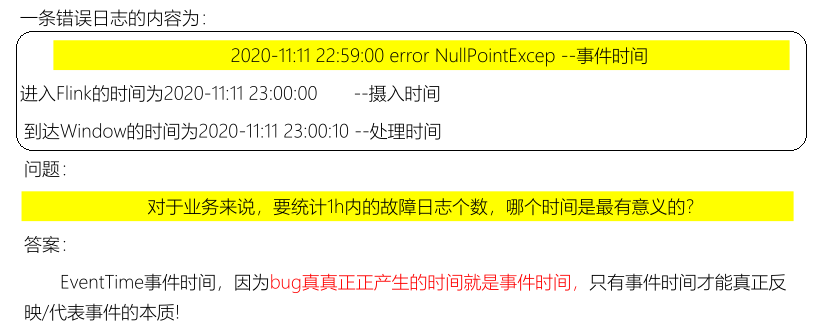 一条错误日志的内容为：
2020-11:11 22:59:00 error NullPointExcep --事件时间
进入Flink的时间为2020-11:11 23:00:00 --摄入时间
到达Window的时间为2020-11:11 23:00:10 --处理时间
问题：
对于业务来说，要统计1h内的故障日志个数，哪个时间是最有意义的？
答案：
EventTime事件时间，因为bug真真正正产生的时间就是事件时间，只有事件时间才能真正反
映/代表事件的本质!